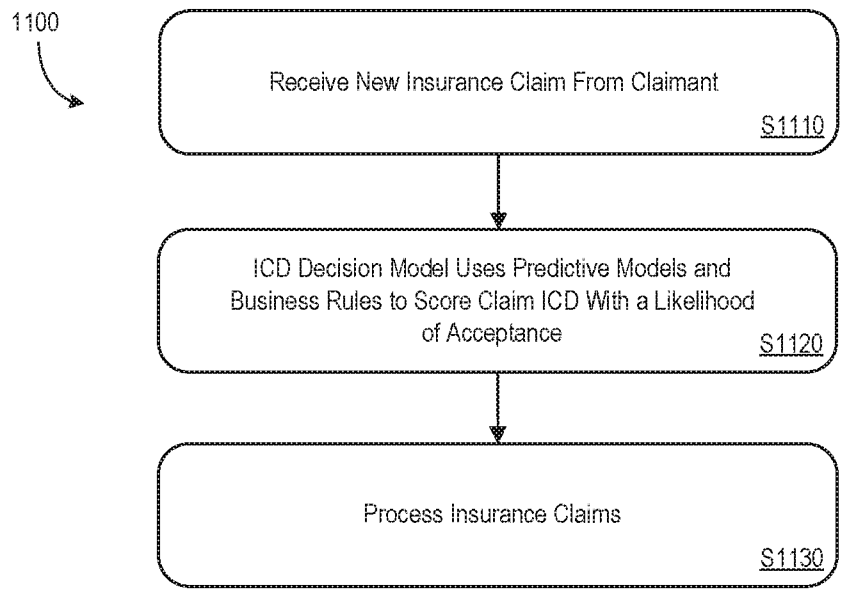 1100
Receive New Insurance Claim From Claimant
S1110
ICD Decision Model Uses Predictive Models and
Business Rules to Score Claim ICD With a Likelihood
of Acceptance
S1120
Process Insurance Claims
S1130